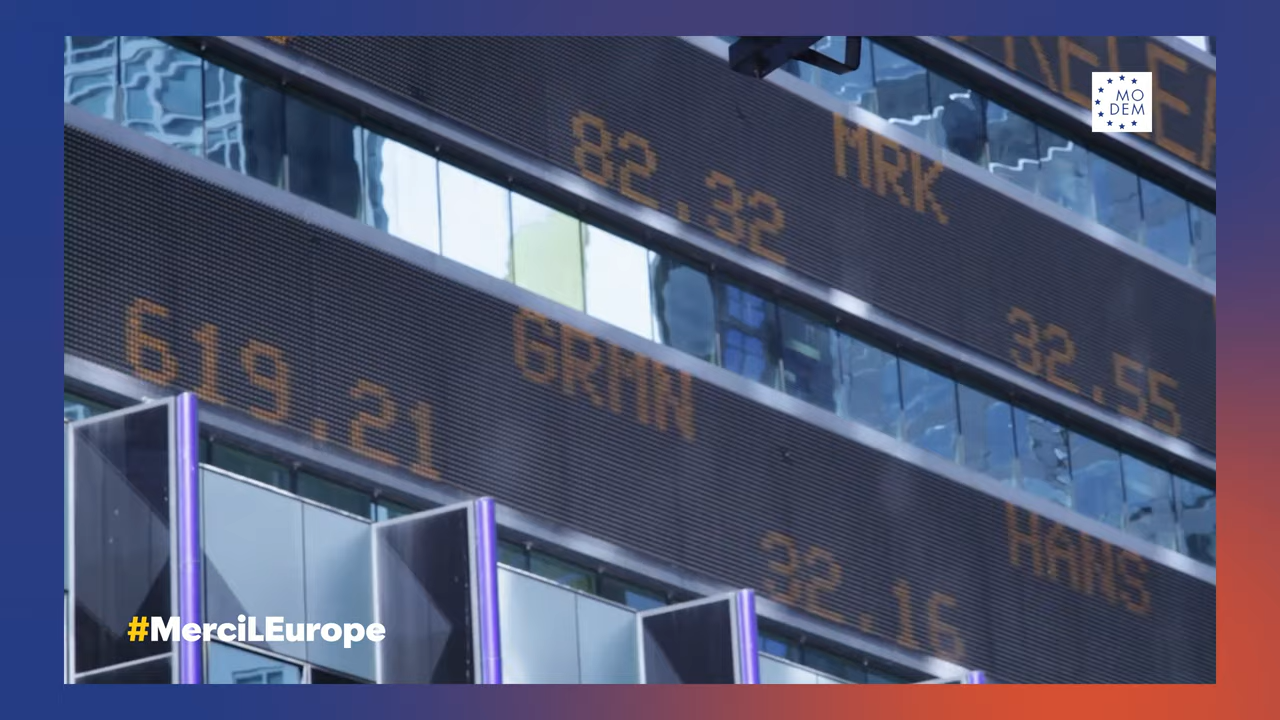 MO
DEM
82.32 MRK
32.55
619.21 GRMN
32.16 HANS
#MerciLEurope